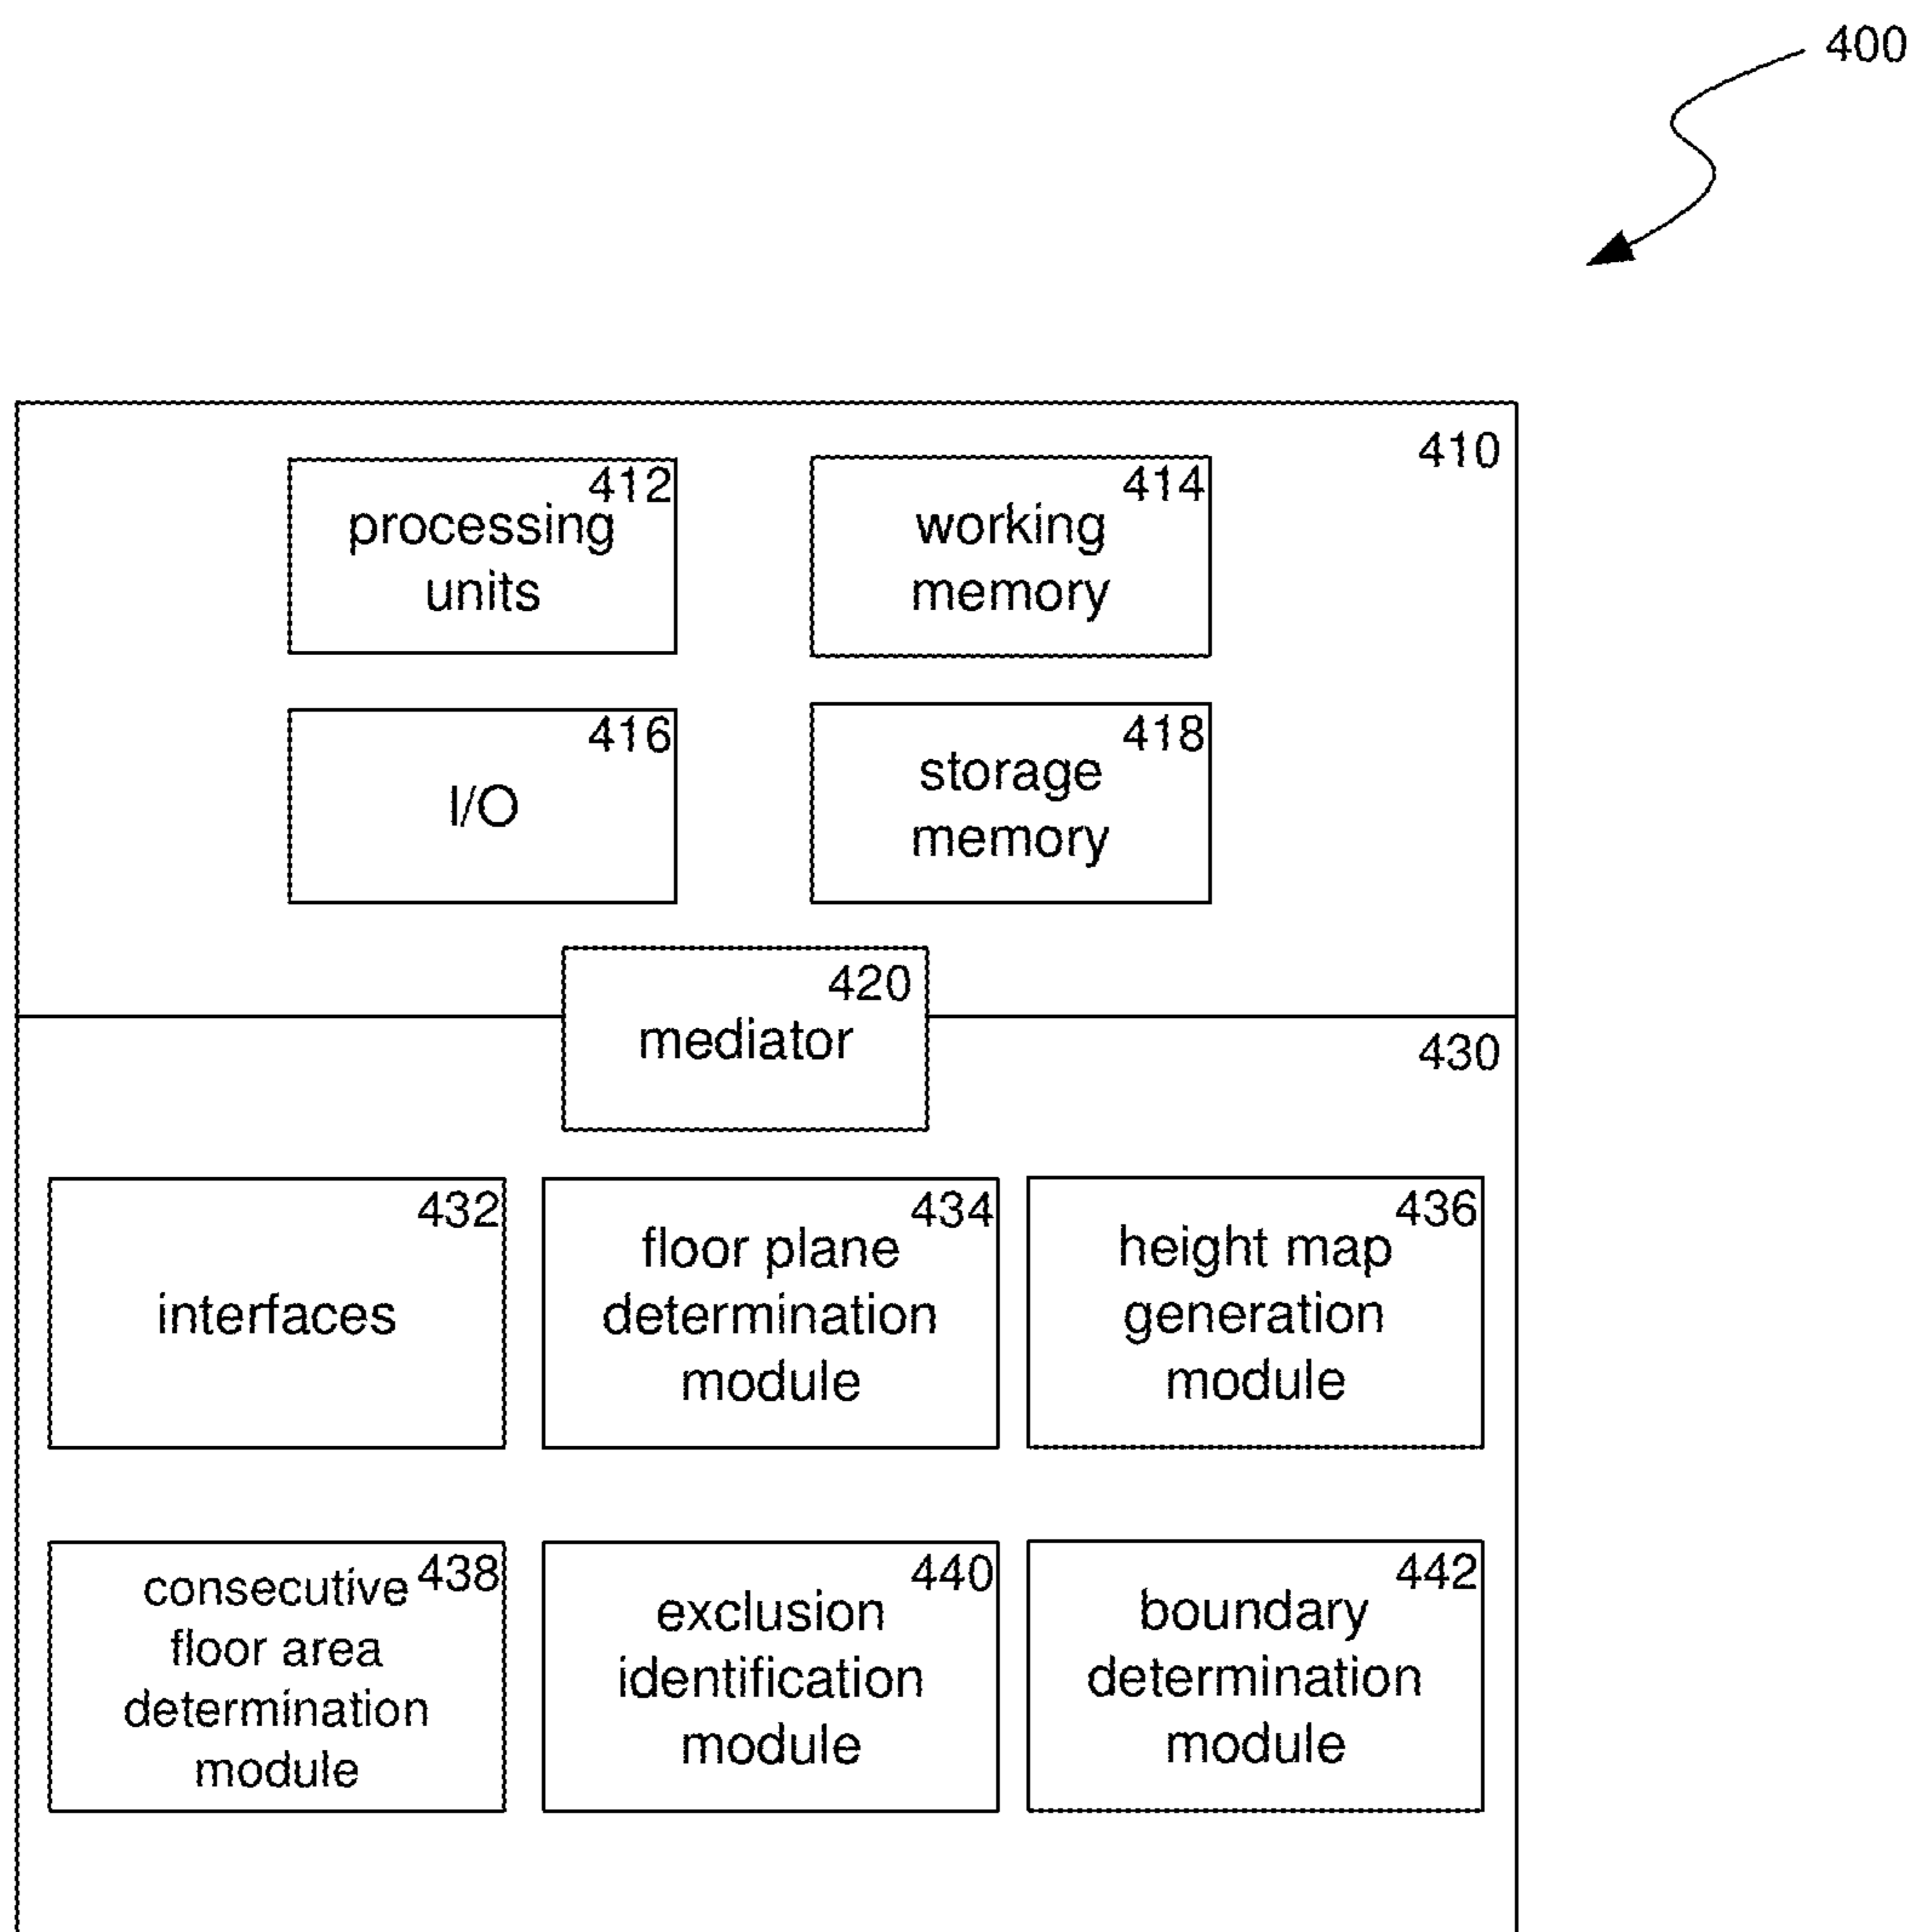 400
410
412
processing
units
414
working
memory
416
I/O
418
storage
memory
420
mediator
430
432
interfaces
434
floor plane
determination
module
436
height map
generation
module
438
consecutive
floor area
determination
module
440
exclusion
identification
module
442
boundary
determination
module